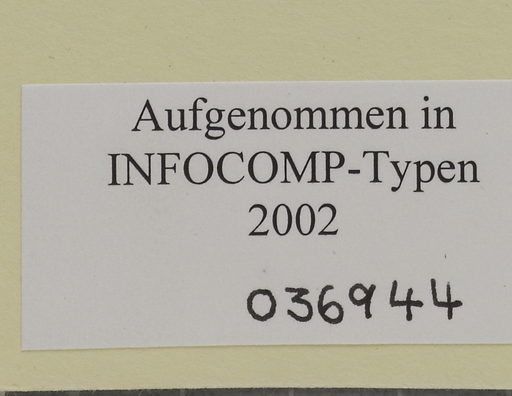 Aufgenommen in
INFOCOMP-Typen
2002
036944